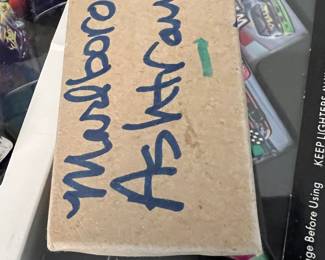 Marlboro
Ashtray
ge Before Using
KEEP LIGHTERS